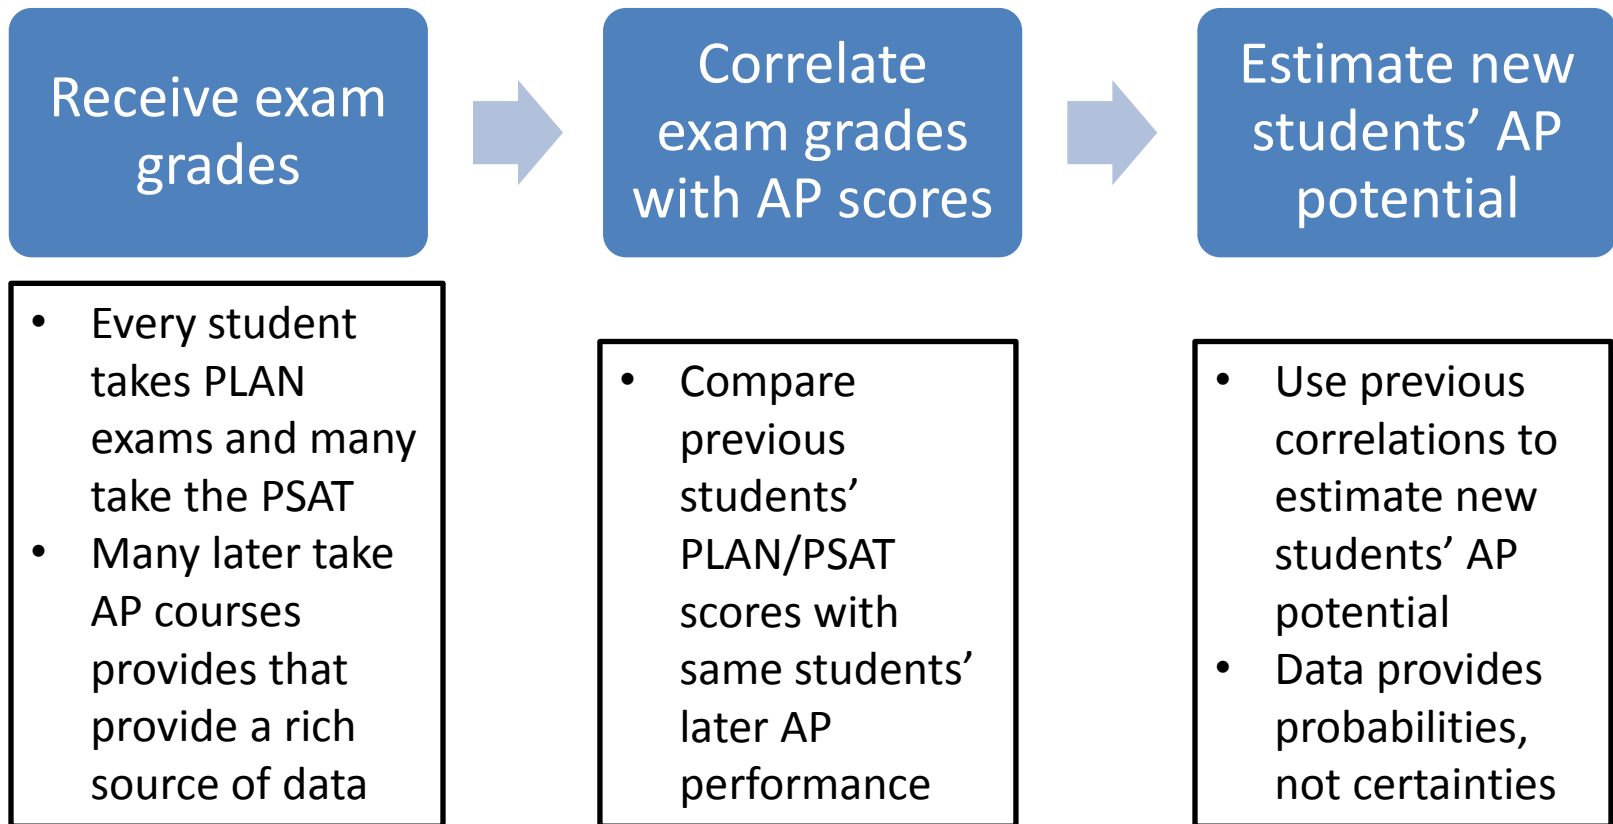 Receive exam
grades
Correlate
exam grades
with AP scores
Estimate new
students’ AP
potential
• Every student
takes PLAN
exams and many
take the PSAT
• Many later take
AP courses
provides that
provide a rich
source of data
• Compare
previous
students’
PLAN/PSAT
scores with
same students’
later AP
performance
• Use previous
correlations to
estimate new
students’ AP
potential
• Data provides
probabilities,
not certainties